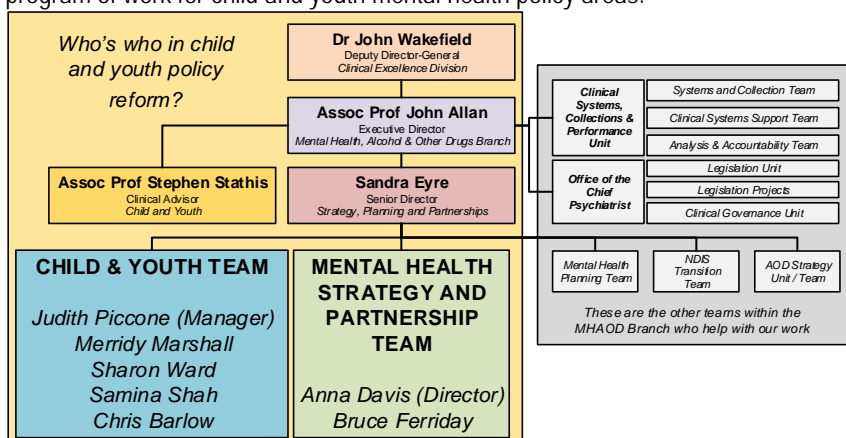 program of work for child and youth mental health policy areas.
Who's who in child
and youth policy
reform?
Dr John Wakefield
Deputy Director-General
Clinical Excellence Division
Assoc Prof John Allan
Executive Director
Mental Health, Alcohol & Other Drugs Branch
Assoc Prof Stephen Stathis
Clinical Advisor
Child and Youth
Sandra Eyre
Senior Director
Strategy, Planning and Partnerships
CHILD & YOUTH TEAM
Judith Piccone (Manager)
Merridy Marshall
Sharon Ward
Samina Shah
Chris Barlow
MENTAL HEALTH
STRATEGY AND
PARTNERSHIP
TEAM
Anna Davis (Director)
Bruce Ferriday
Clinical
Systems,
Collections &
Performance
Unit
Systems and Collection Team
Clinical Systems Support Team
Analysis & Accountability Team
Office of the
Chief
Psychiatrist
Legislation Unit
Legislation Projects
Clinical Governance Unit
Mental Health
Planning Team
NDIS
Transition
Team
AOD Strategy
Unit / Team
These are the other teams within the
MHAOD Branch who help with our work